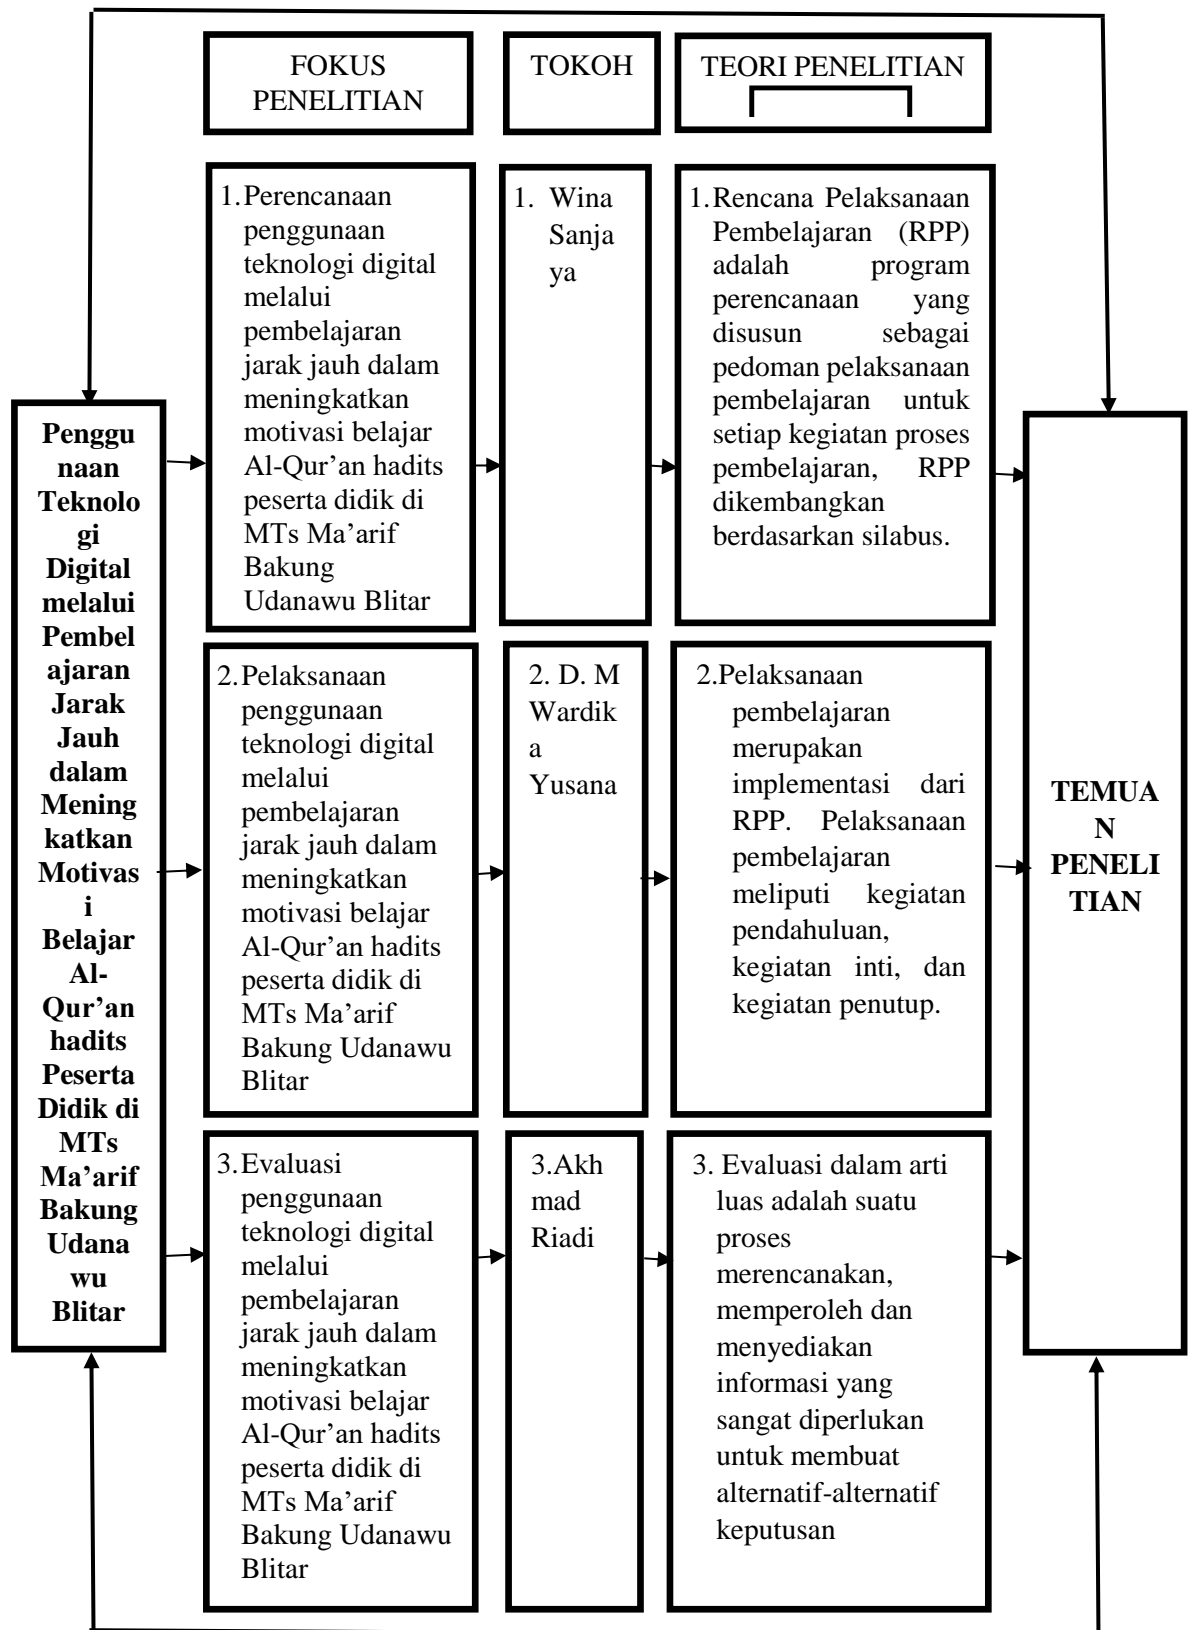 FOKUS
PENELITIAN
TOKOH
TEORI PENELITIAN
Penggu
naan
Teknolo
gi
Digital
melalui
Pembel
ajaran
Jarak
Jauh
dalam
Mening
katkan
Motivas
i
Belajar
Al-
Qur’an
hadits
Peserta
Didik di
MTs
Ma’arif
Bakung
Udana
wu
Blitar
1.Perencanaan
penggunaan
teknologi digital
melalui
pembelajaran
jarak jauh dalam
meningkatkan
motivasi belajar
Al-Qur’an hadits
peserta didik di
MTs Ma’arif
Bakung
Udanawu Blitar
1. Wina
Sanja
ya
1.Rencana Pelaksanaan
Pembelajaran (RPP)
adalah program
perencanaan yang
disusun sebagai
pedoman pelaksanaan
pembelajaran untuk
setiap kegiatan proses
pembelajaran, RPP
dikembangkan
berdasarkan silabus.
2.Pelaksanaan
penggunaan
teknologi digital
melalui
pembelajaran
jarak jauh dalam
meningkatkan
motivasi belajar
Al-Qur’an hadits
peserta didik di
MTs Ma’arif
Bakung Udanawu
Blitar
2. D. M
Wardik
a
Yusana
2.Pelaksanaan
pembelajaran
merupakan
implementasi dari
RPP. Pelaksanaan
pembelajaran
meliputi kegiatan
pendahuluan,
kegiatan inti, dan
kegiatan penutup.
3.Evaluasi
penggunaan
teknologi digital
melalui
pembelajaran
jarak jauh dalam
meningkatkan
motivasi belajar
Al-Qur’an hadits
peserta didik di
MTs Ma’arif
Bakung Udanawu
Blitar
3.Akh
mad
Riadi
3. Evaluasi dalam arti
luas adalah suatu
proses
merencanakan,
memperoleh dan
menyediakan
informasi yang
sangat diperlukan
untuk membuat
alternatif-alternatif
keputusan
TEMUA
N
PENELI
TIAN